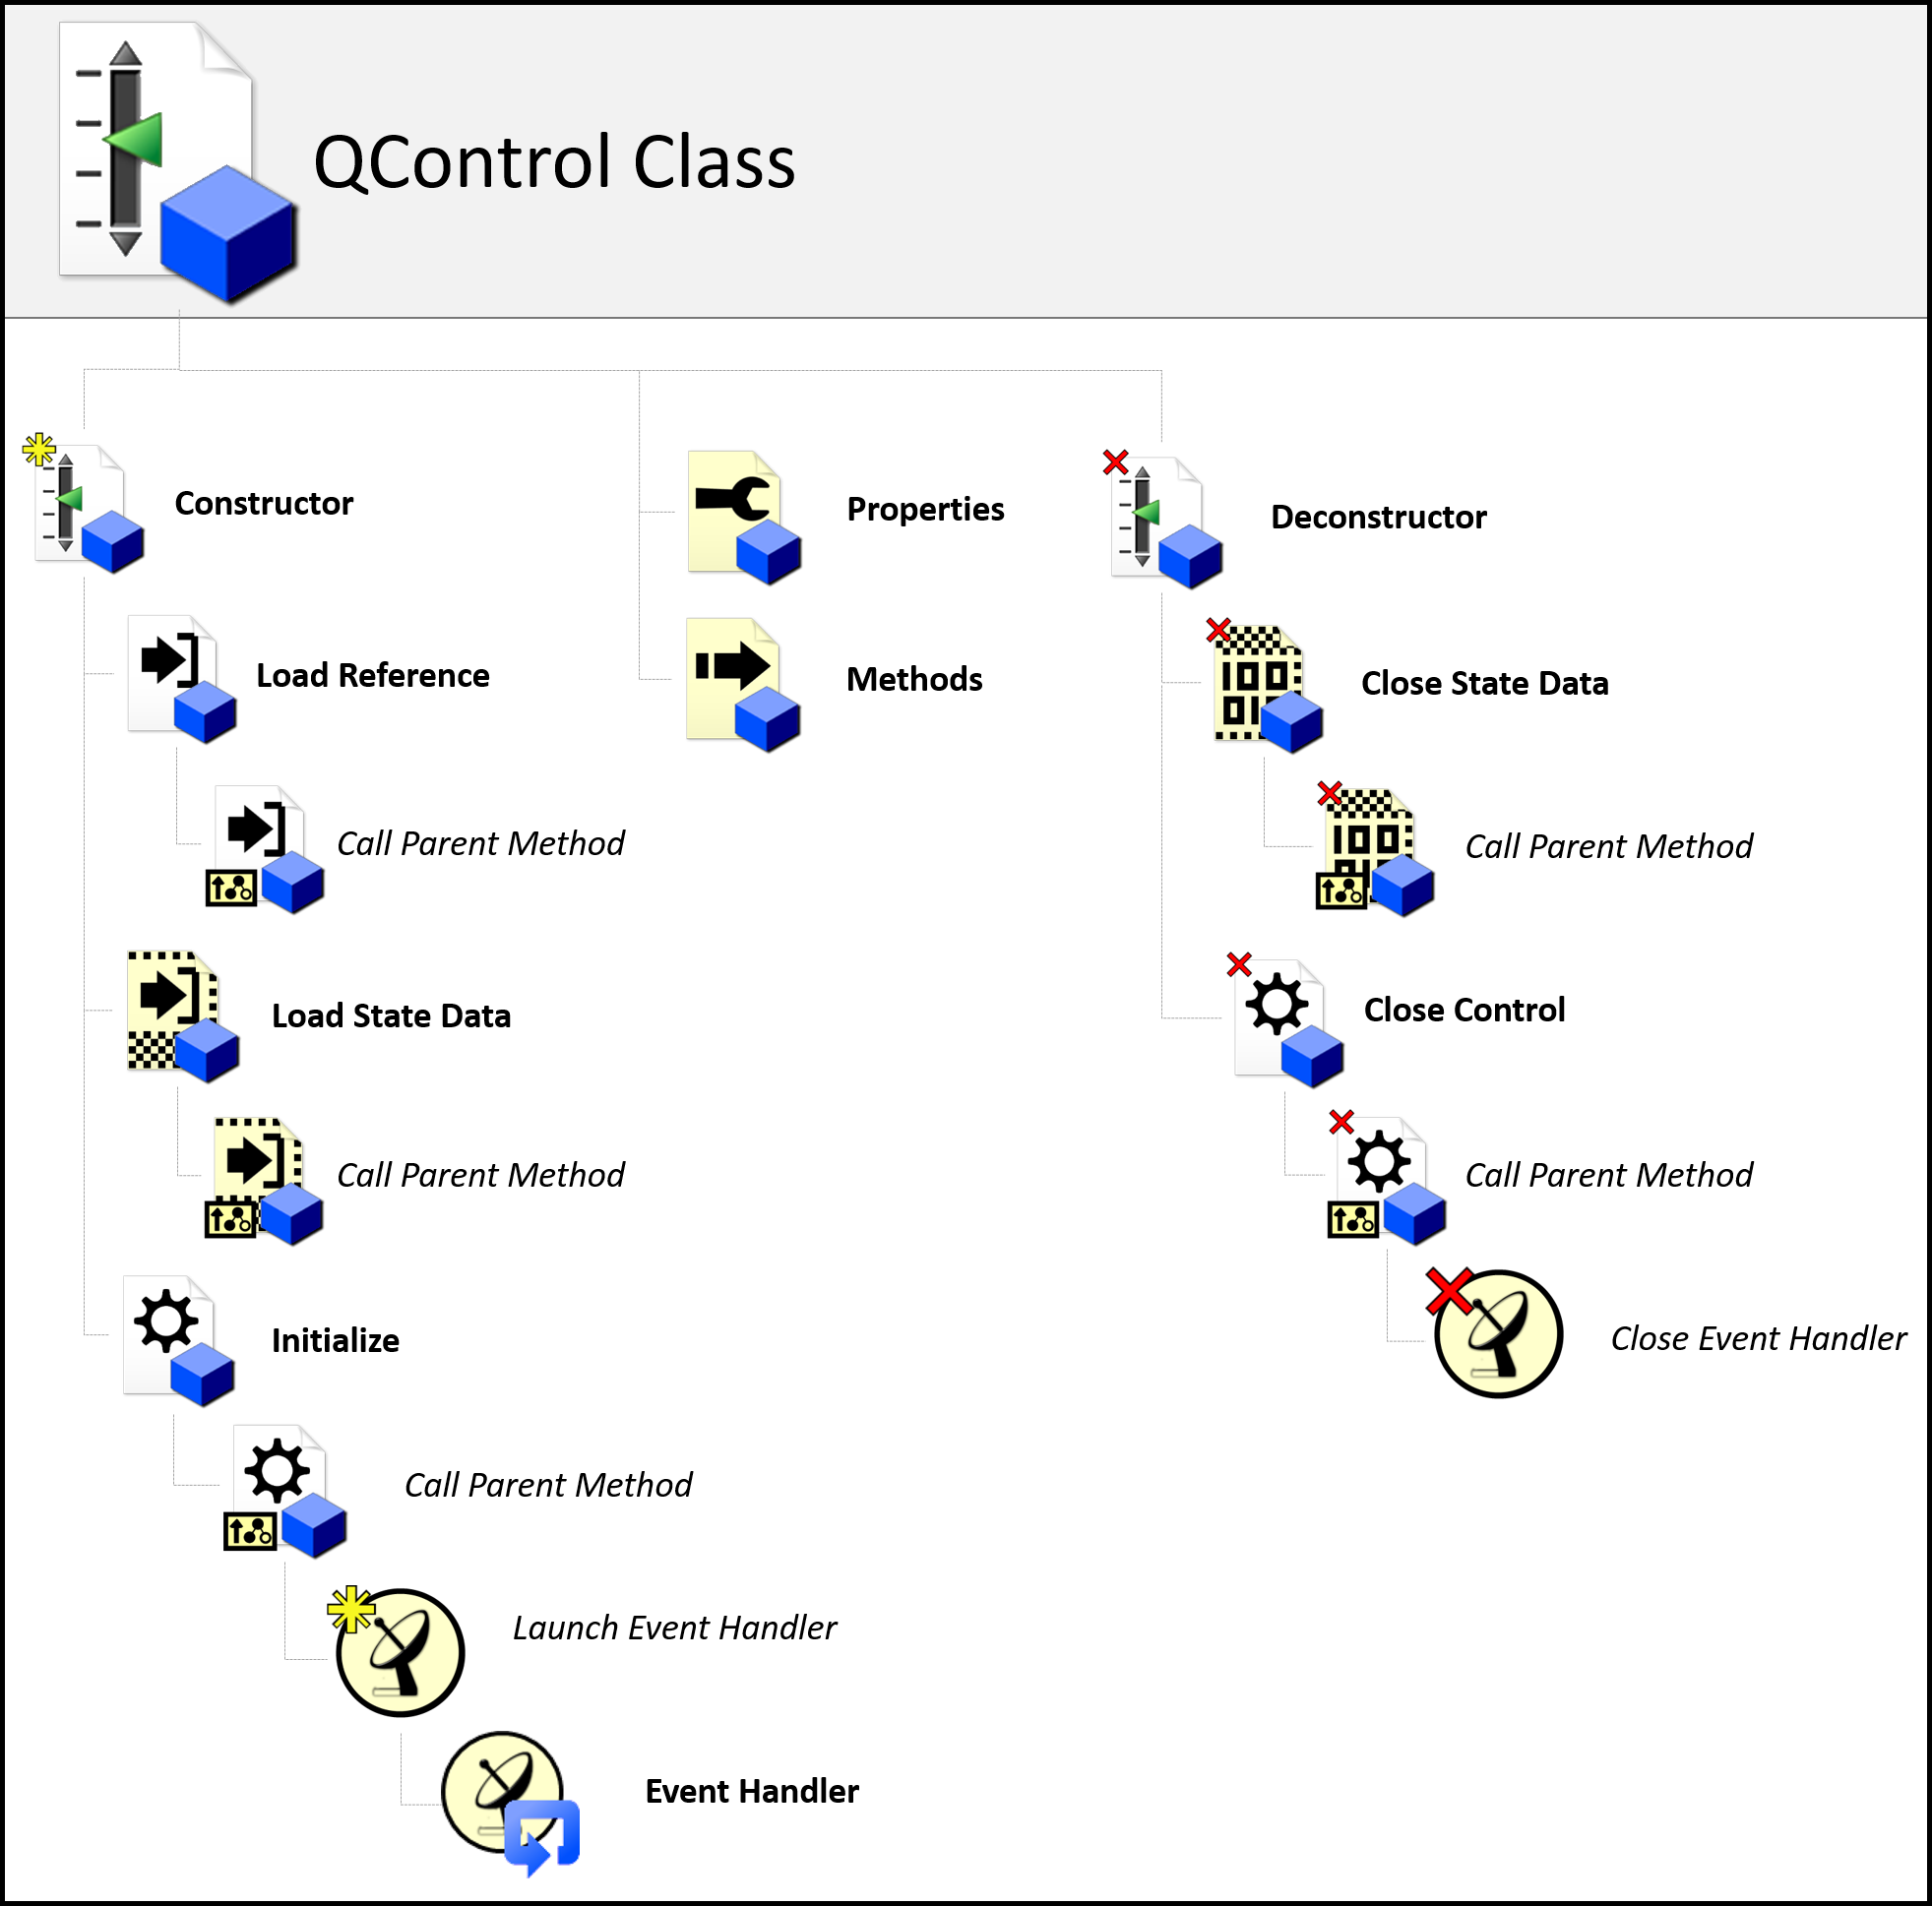 QControl Class
Constructor
Load Reference
Call Parent Method
Load State Data
Call Parent Method
Initialize
Call Parent Method
Launch Event Handler
Event Handler
Properties
Methods
Deconstructor
Close State Data
Call Parent Method
Close Control
Call Parent Method
Close Event Handler